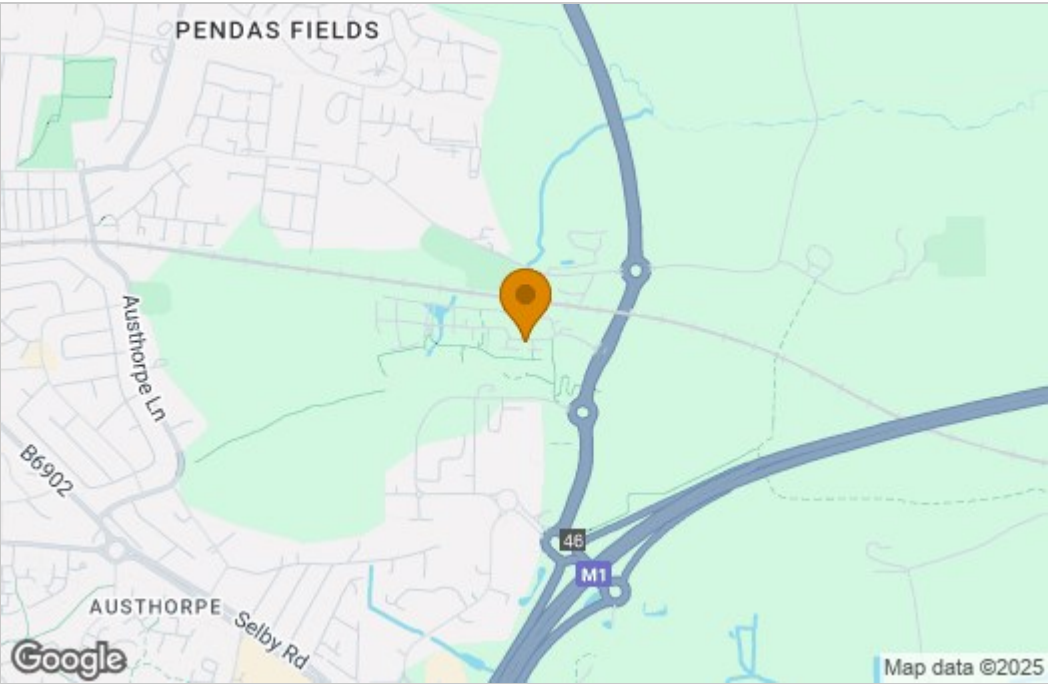 PENDAS FIELDS
Austhorpe Ln
B6902
46
M1
AUSTHORPE
Selby Rd
Google
Map data ©2025